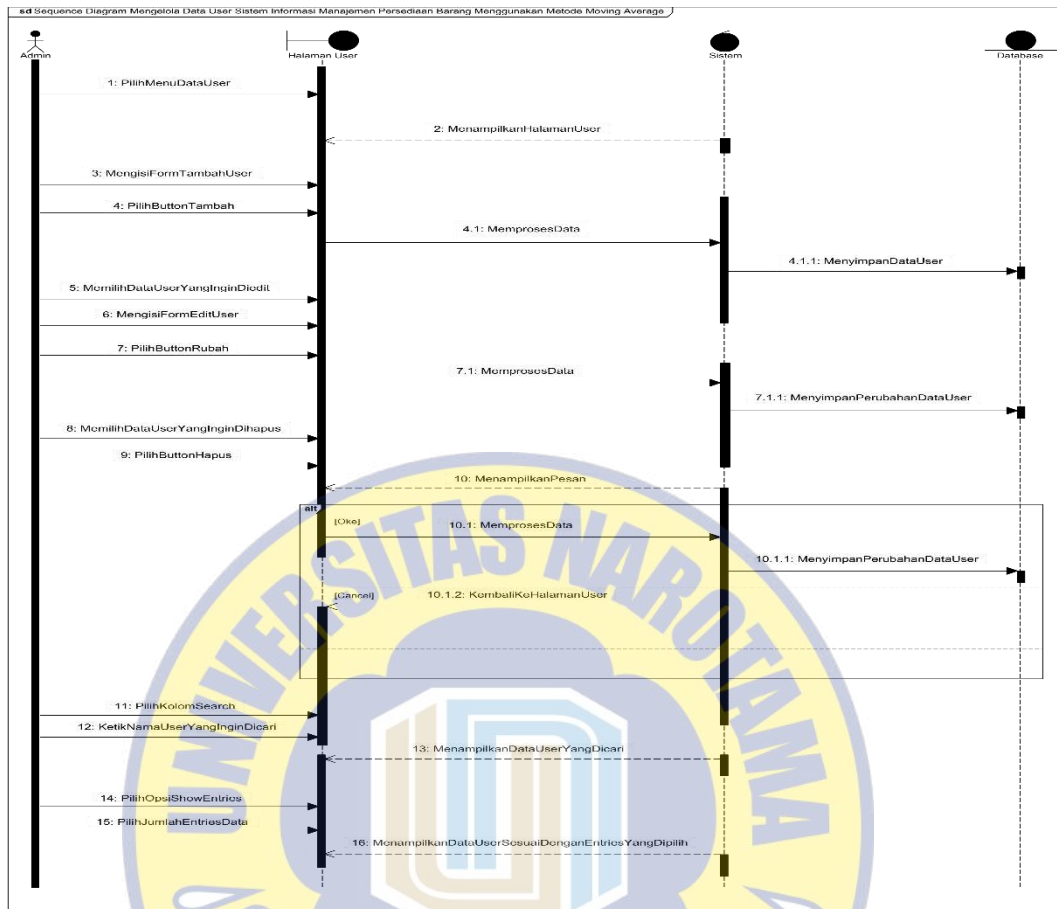 sd Sequence Diagram Mengelola Data User Sistem Informasi Manajemen Persediaan Barang Menggunakan Metode Moving Average
Admin
Halaman User
Sistem
Database
1: PilihMenuDataUser
2: MenampilkanHalamanUser
3: MengisiFormTambahUser
4: PilihButtonTambah
4.1: MemprosesData
4.1.1: MenyimpanDataUser
5: MemilihDataUserYangInginDiedit
6: MengisiFormEditUser
7: PilihButtonRubah
7.1: MemprosesData
7.1.1: MenyimpanPerubahanDataUser
8: MemilihDataUserYangInginDihapus
9: PilihButtonHapus
10: MenampilkanPesan
alt
[Oke]
10.1: MemprosesData
10.1.1: MenyimpanPerubahanDataUser
[Cancel]
10.1.2: KembaliKeHalamanUser
11: PilihKolomSearch
12: KetikNamaUserYangInginDicari
13: MenampilkanDataUserYangDicari
14: PilihOpsiShowEntries
15: PilihJumlahEntriesData
16: MenampilkanDataUserSesuaiDenganEntriesYangDipilih
UNIVERSITAS NAROTAMA